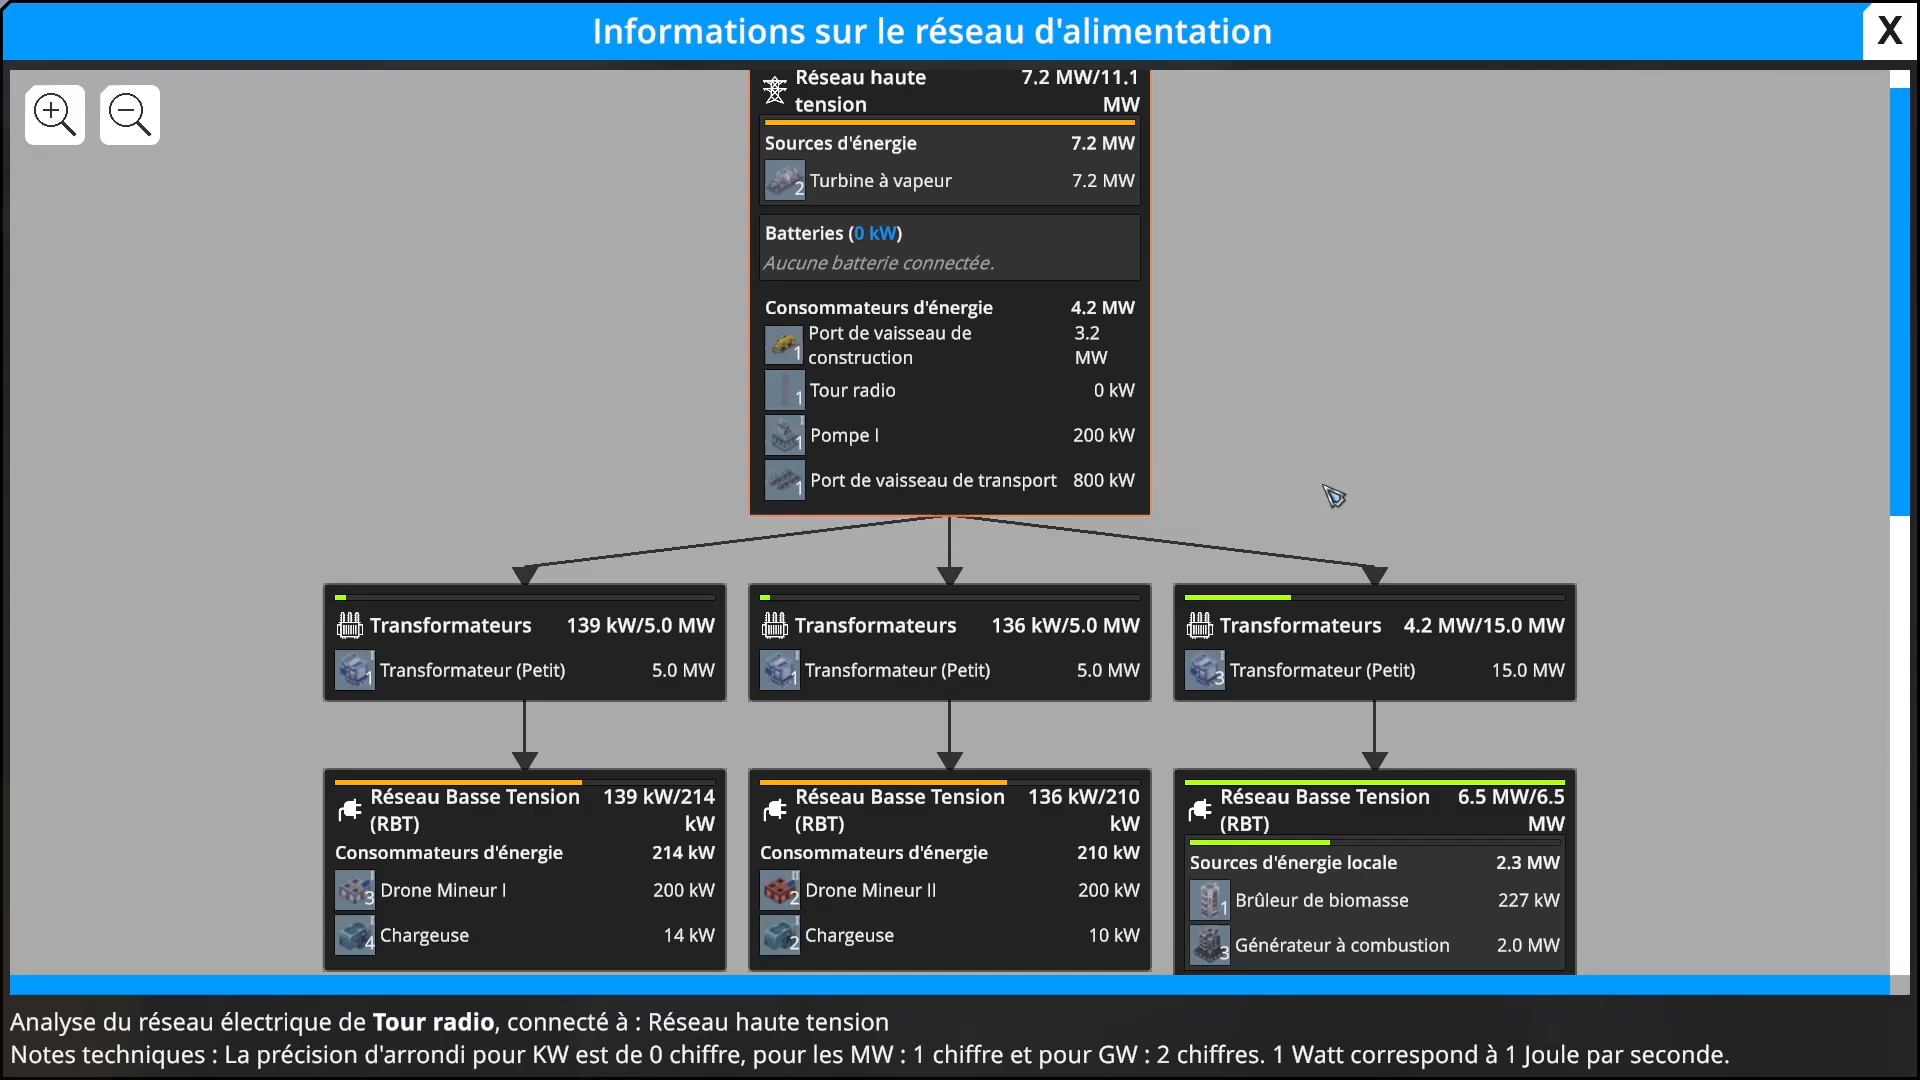 Informations sur le réseau d'alimentation
X
Réseau haute tension
7.2 MW/11.1 MW
Sources d'énergie 7.2 MW
2 Turbine à vapeur 7.2 MW
Batteries (0 kW)
Aucune batterie connectée.
Consommateurs d'énergie 4.2 MW
1 Port de vaisseau de construction 3.2 MW
1 Tour radio 0 kW
1 Pompe I 200 kW
1 Port de vaisseau de transport 800 kW
Transformateurs 139 kW/5.0 MW
1 Transformateur (Petit) 5.0 MW
Transformateurs 136 kW/5.0 MW
1 Transformateur (Petit) 5.0 MW
Transformateurs 4.2 MW/15.0 MW
3 Transformateur (Petit) 15.0 MW
Réseau Basse Tension (RBT)
139 kW/214 kW
Consommateurs d'énergie 214 kW
3 Drone Mineur I 200 kW
4 Chargeuse 14 kW
Réseau Basse Tension (RBT)
136 kW/210 kW
Consommateurs d'énergie 210 kW
2 Drone Mineur II 200 kW
2 Chargeuse 10 kW
Réseau Basse Tension (RBT)
6.5 MW/6.5 MW
Sources d'énergie locale 2.3 MW
1 Brûleur de biomasse 227 kW
3 Générateur à combustion 2.0 MW
Analyse du réseau électrique de Tour radio, connecté à : Réseau haute tension
Notes techniques : La précision d'arrondi pour KW est de 0 chiffre, pour les MW : 1 chiffre et pour GW : 2 chiffres. 1 Watt correspond à 1 Joule par seconde.